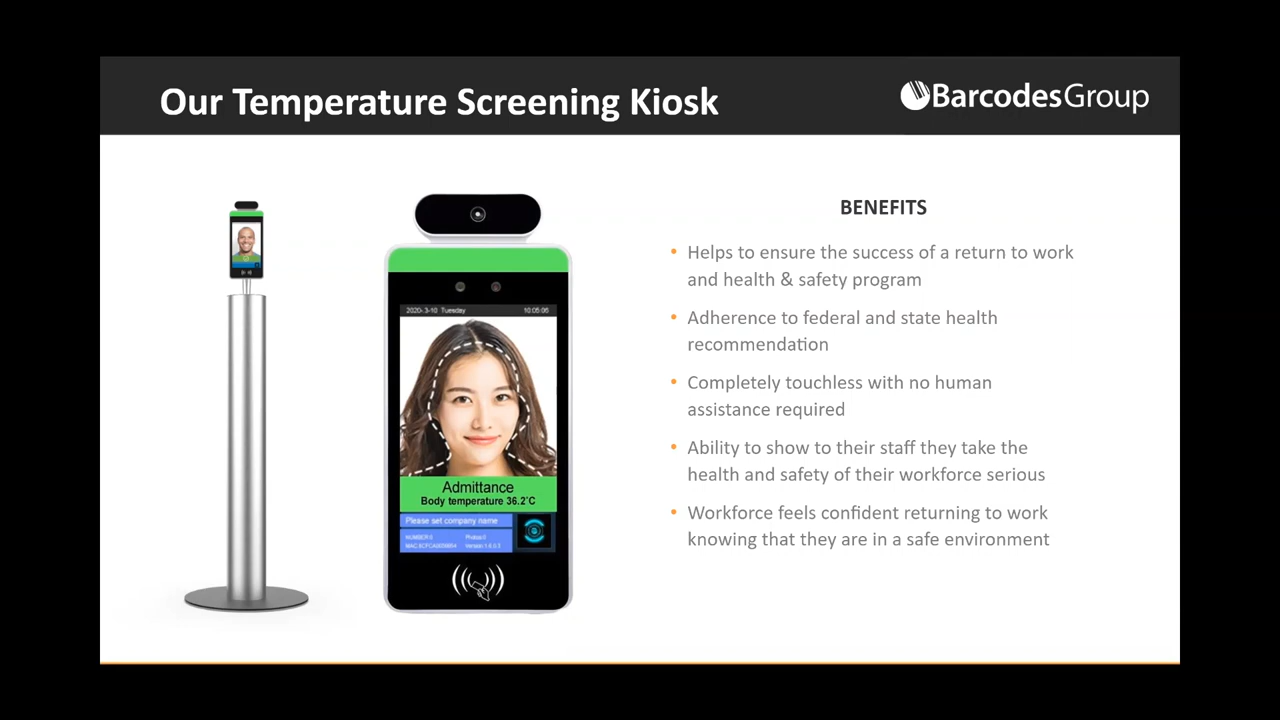 Our Temperature Screening Kiosk
BarcodesGroup
BENEFITS
• Helps to ensure the success of a return to work
and health & safety program
• Adherence to federal and state health
recommendation
• Completely touchless with no human
assistance required
• Ability to show to their staff they take the
health and safety of their workforce serious
• Workforce feels confident returning to work
knowing that they are in a safe environment
2020-.3-10 Tuesday 10:05:06
Admittance
Body temperature 36.2°C
Please set company name